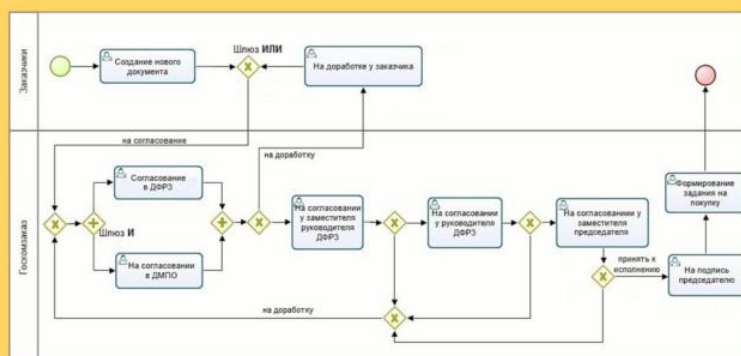 Заказчики
Шлюз ИЛИ
Создание нового
документа
На доработке у заказчика
Госкомзаказ
на согласование
на доработку
Согласование
в ДФРЗ
Шлюз И
На согласовании
в ДМПО
На согласовании
у заместителя
руководителя
ДФРЗ
На согласовании
у руководителя
ДФРЗ
На согласовании у
заместителя
председателя
Формирование
задания на
покупку
принять к
исполнению
На подпись
председателю
на доработку